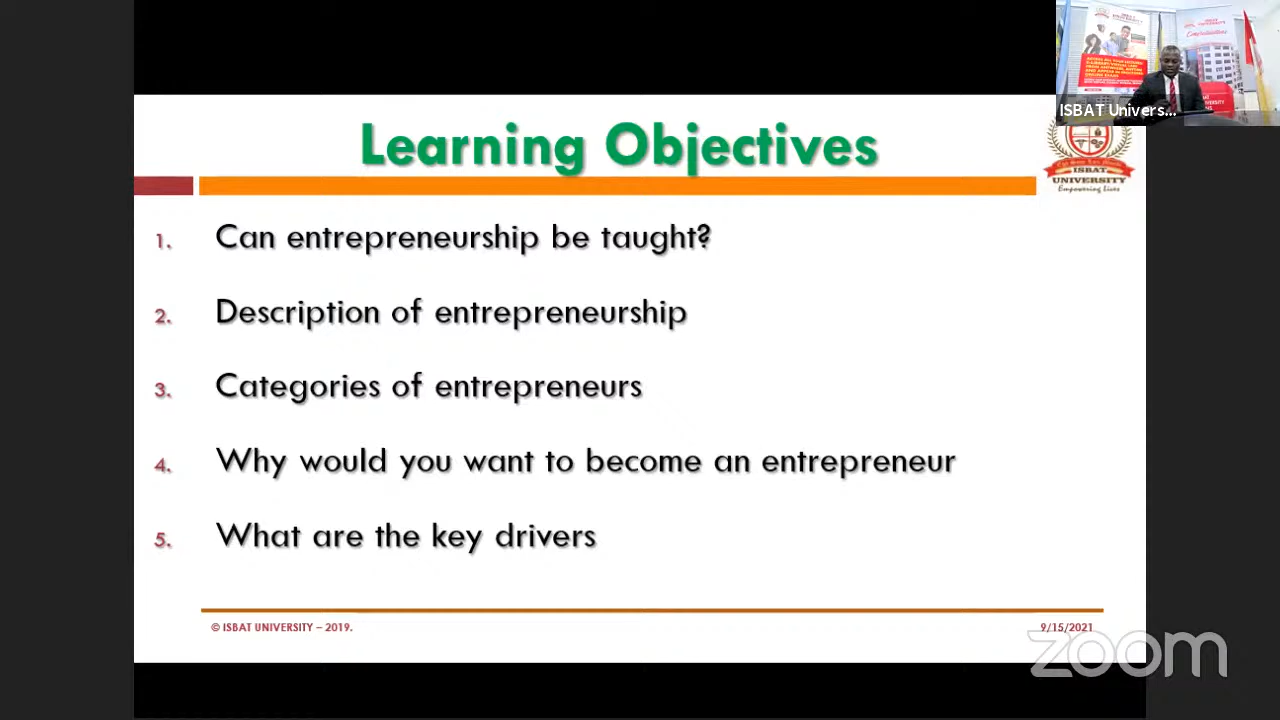 Learning Objectives
ISBAT Univers...
ISBAT
UNIVERSITY
Empowering Lives
1. Can entrepreneurship be taught?
2. Description of entrepreneurship
3. Categories of entrepreneurs
4. Why would you want to become an entrepreneur
5. What are the key drivers
© ISBAT UNIVERSITY – 2019.
9/15/2021
zoom